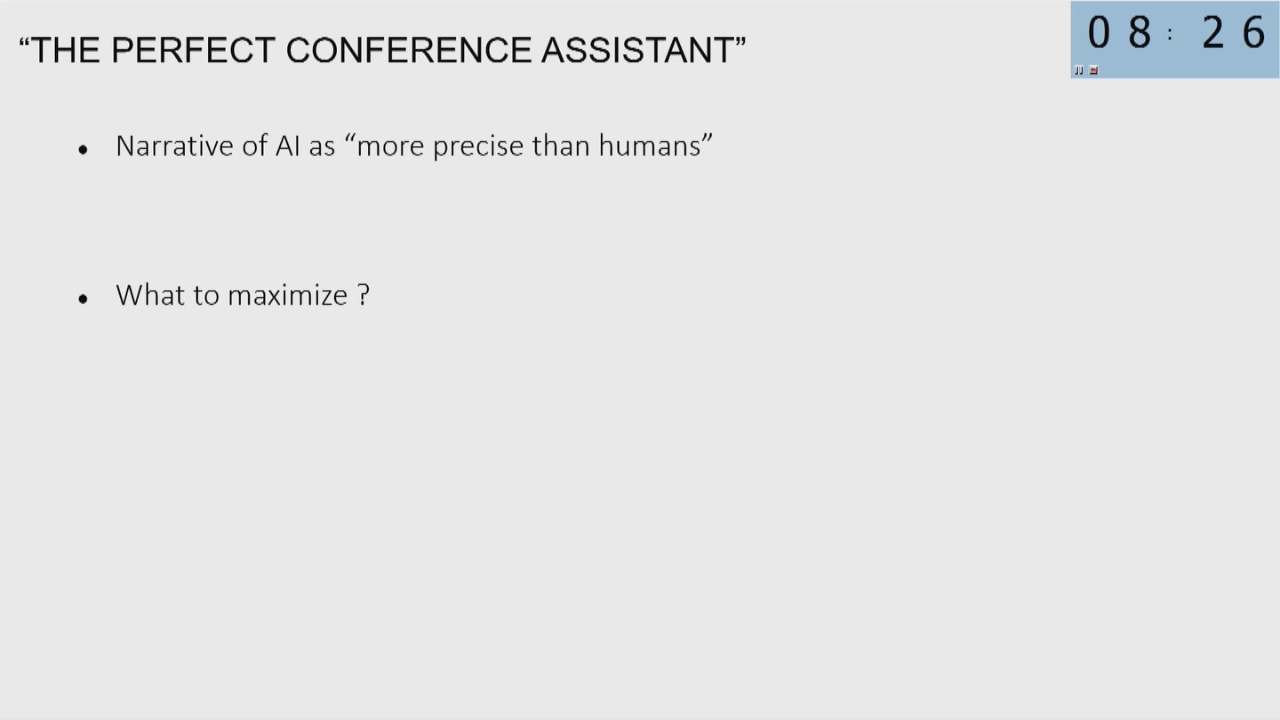 “THE PERFECT CONFERENCE ASSISTANT”
08: 26
• Narrative of AI as “more precise than humans”
• What to maximize ?